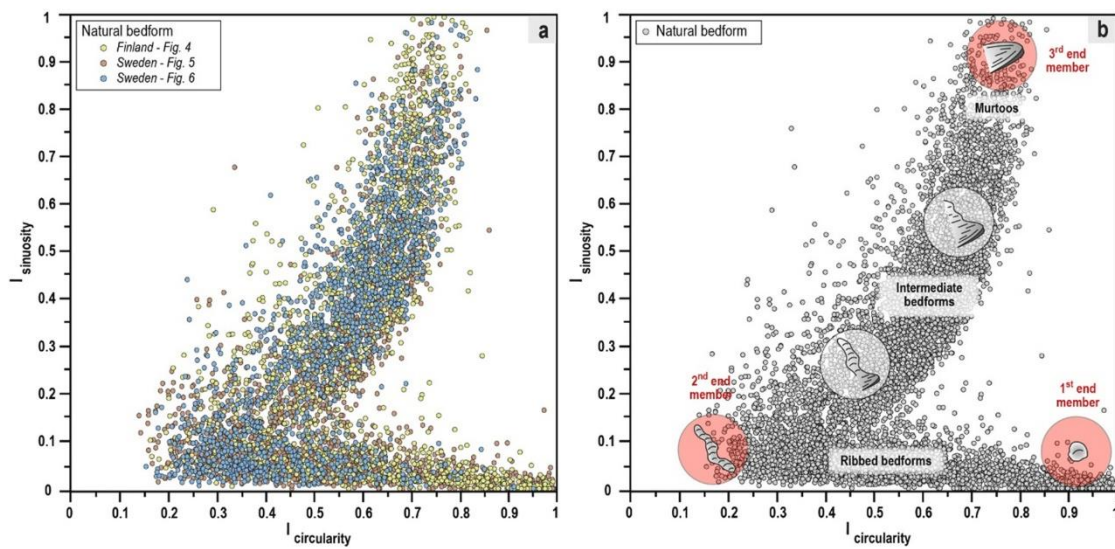 Natural bedform
Finland - Fig. 4
Sweden - Fig. 5
Sweden - Fig. 6
a
1
0.9
0.8
0.7
0.6
0.5
0.4
0.3
0.2
0.1
0
I sinuosity
0 0.1 0.2 0.3 0.4 0.5 0.6 0.7 0.8 0.9 1
I circularity
Natural bedform
b
3rd end
member
Murtoos
Intermediate
bedforms
2nd end
member
1st end
member
Ribbed bedforms
1
0.9
0.8
0.7
0.6
0.5
0.4
0.3
0.2
0.1
0
I sinuosity
0 0.1 0.2 0.3 0.4 0.5 0.6 0.7 0.8 0.9 1
I circularity